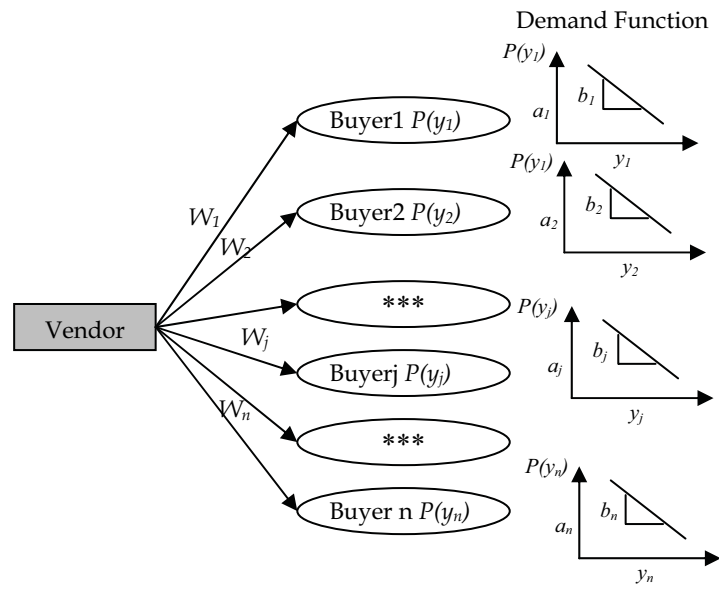 Demand Function
P(y1)
a1
b1
y1
Buyer1 P(y1)
W1
P(y1)
a2
b2
y2
Buyer2 P(y2)
W2
***
Vendor
Wj
P(yj)
aj
bj
yj
Buyerj P(yj)
Wn
***
P(yn)
an
bn
yn
Buyer n P(yn)